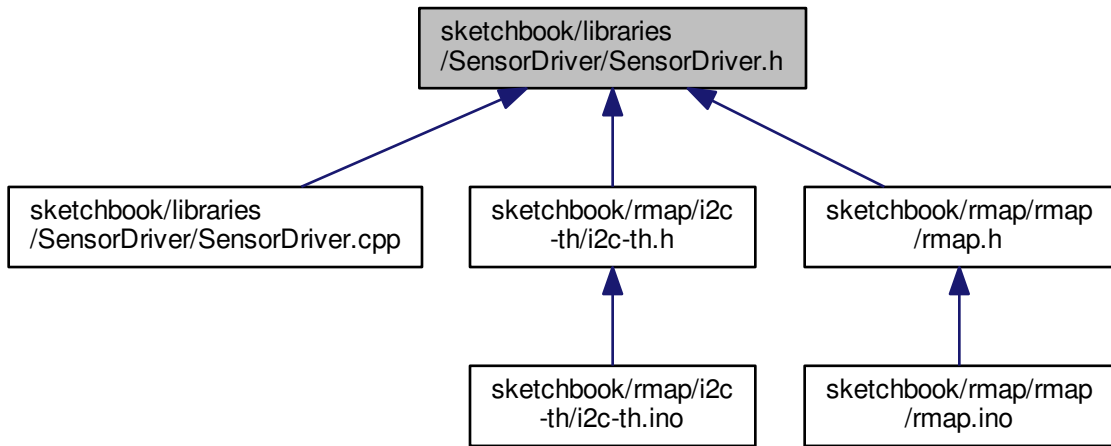 sketchbook/libraries
/SensorDriver/SensorDriver.h
sketchbook/libraries
/SensorDriver/SensorDriver.cpp
sketchbook/rmap/i2c
-th/i2c-th.h
sketchbook/rmap/rmap
/rmap.h
sketchbook/rmap/i2c
-th/i2c-th.ino
sketchbook/rmap/rmap
/rmap.ino